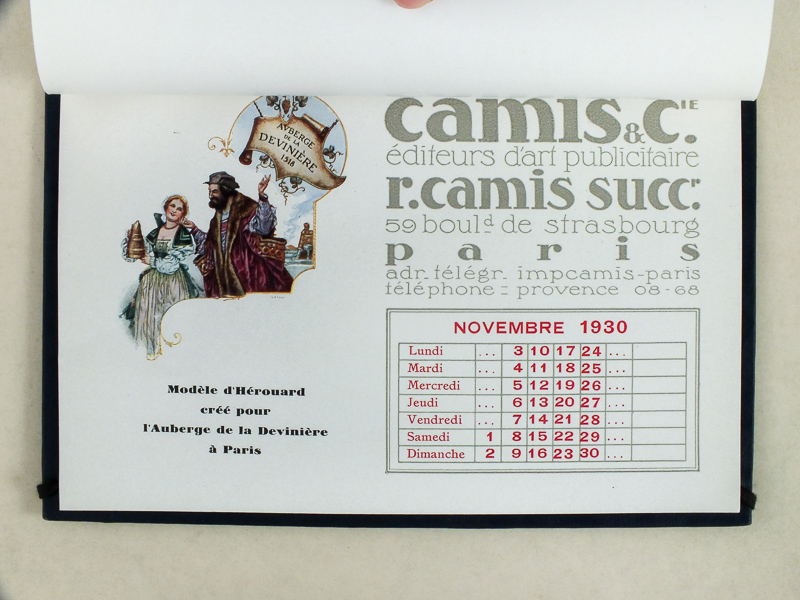 AUBERGE
DE LA
DEVINIÈRE
1518
Modèle d'Hérouard
créé pour
l'Auberge de la Devinière
à Paris
camis & c.IE
éditeurs d'art publicitaire
r.camis succr.
59 bould de strasbourg
paris
adr. télégr. impcamis-paris
téléphone : provence 08-68
NOVEMBRE 1930
Lundi ... 3 10 17 24 ...
Mardi ... 4 11 18 25 ...
Mercredi ... 5 12 19 26 ...
Jeudi ... 6 13 20 27 ...
Vendredi ... 7 14 21 28 ...
Samedi 1 8 15 22 29 ...
Dimanche 2 9 16 23 30 ...